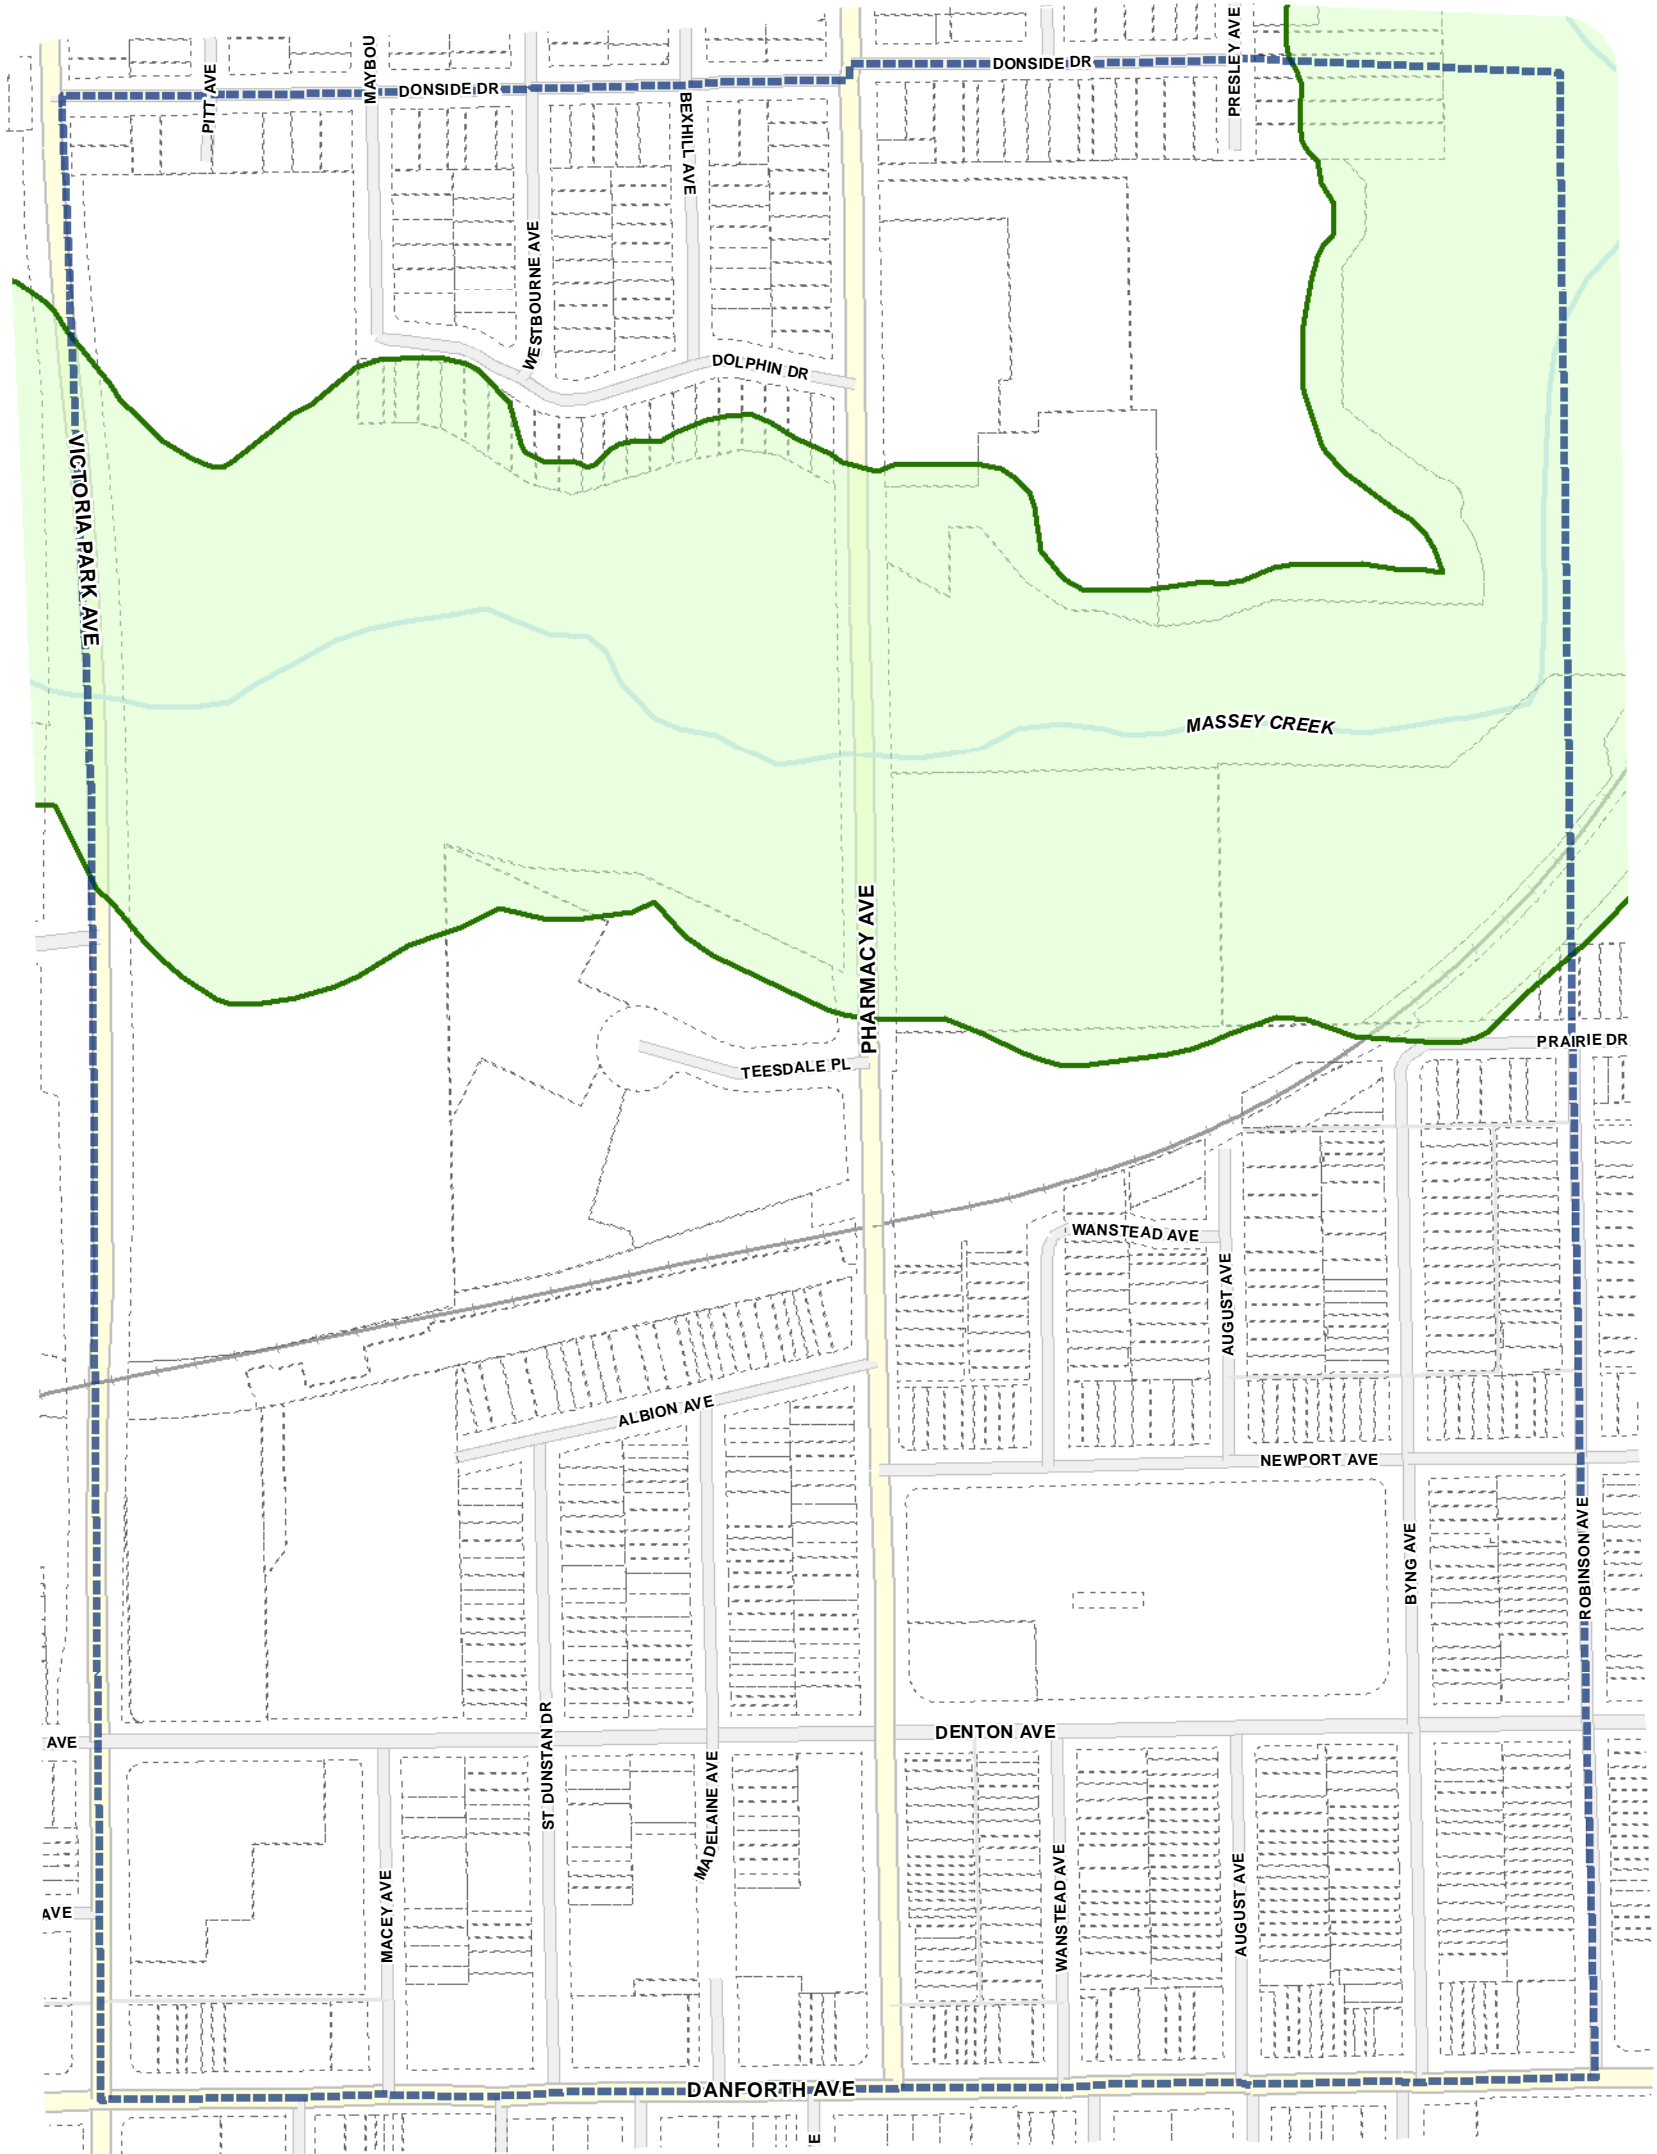 PITT AVE
MAYBOU
DONSIDE DR
BEXHILL AVE
DONSIDE DR
PRESLEY AVE
WESTBOURNE AVE
DOLPHIN DR
VICTORIA PARK AVE
MASSEY CREEK
PHARMACY AVE
TEESDALE PL
PRAIRIE DR
WANSTEAD AVE
AUGUST AVE
ALBION AVE
NEWPORT AVE
BYNG AVE
ROBINSON AVE
AVE
ST DUNSTAN DR
DENTON AVE
MADELAINE AVE
AVE
MACEY AVE
WANSTEAD AVE
AUGUST AVE
DANFORTH AVE
E